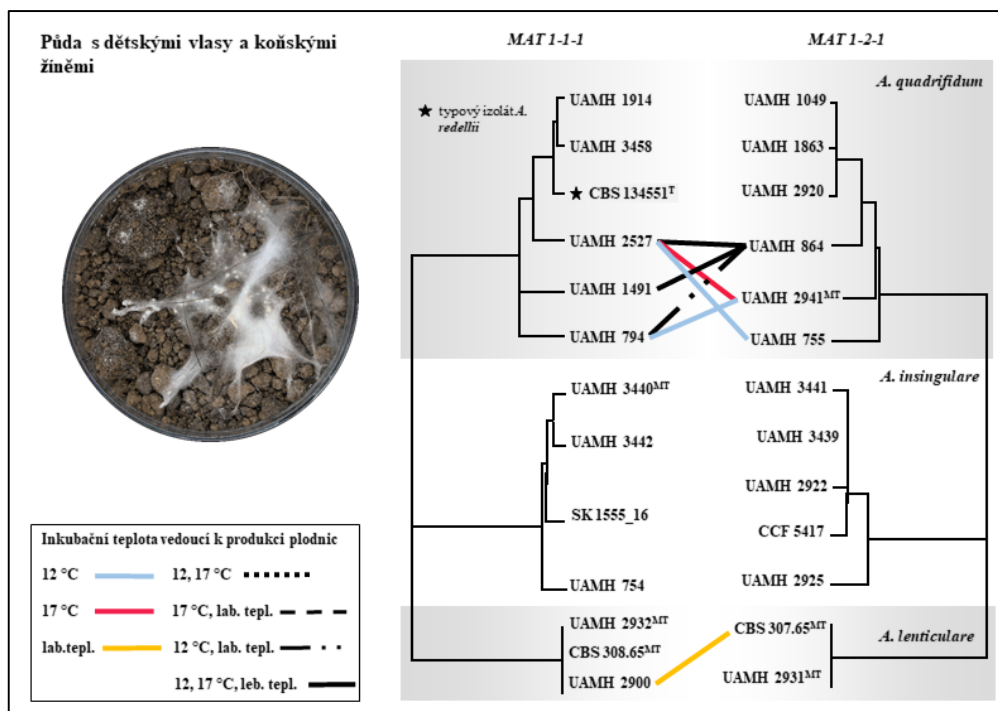 Půda s dětskými vlasy a koňskými
žíněmi
MAT 1-1-1
MAT 1-2-1
A. quadrifidum
★ typový izolát A.
redellii
UAMH 1914
UAMH 3458
★ CBS 134551T
UAMH 2527
UAMH 1491
UAMH 794
UAMH 1049
UAMH 1863
UAMH 2920
UAMH 864
UAMH 2941MT
UAMH 755
A. insingulare
UAMH 3440MT
UAMH 3442
SK 1555_16
UAMH 754
UAMH 3441
UAMH 3439
UAMH 2922
CCF 5417
UAMH 2925
A. lenticulare
UAMH 2932MT
CBS 308.65MT
UAMH 2900
CBS 307.65MT
UAMH 2931MT
Inkubační teplota vedoucí k produkci plodnic
12 °C
12, 17 °C
17 °C
17 °C, lab. tepl.
lab.tepl.
12 °C, lab. tepl.
12, 17 °C, leb. tepl.